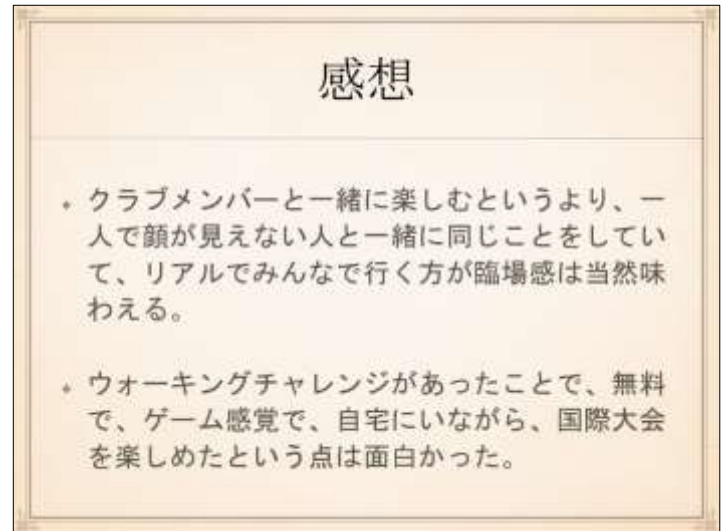 感想
クラブメンバーと一緒に楽しむというより、一
人で顔が見えない人と一緒に同じことをしてい
て、リアルでみんなで行く方が臨場感は当然味
わえる。
ウォーキングチャレンジがあったことで、無料
で、ゲーム感覚で、自宅にいながら、国際大会
を楽しめたという点は面白かった。